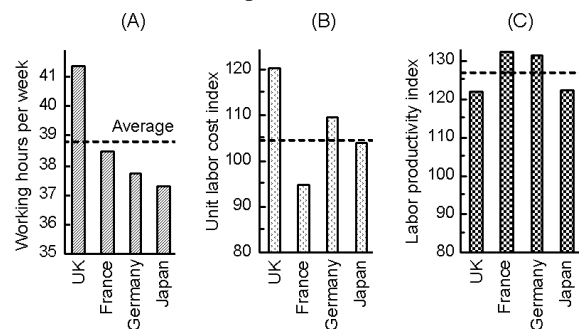 (A)
Working hours per week
41
40
39
38
37
36
35
Average
UK
France
Germany
Japan
(B)
Unit labor cost index
120
110
100
90
80
UK
France
Germany
Japan
(C)
Labor productivity index
130
120
110
100
90
80
UK
France
Germany
Japan